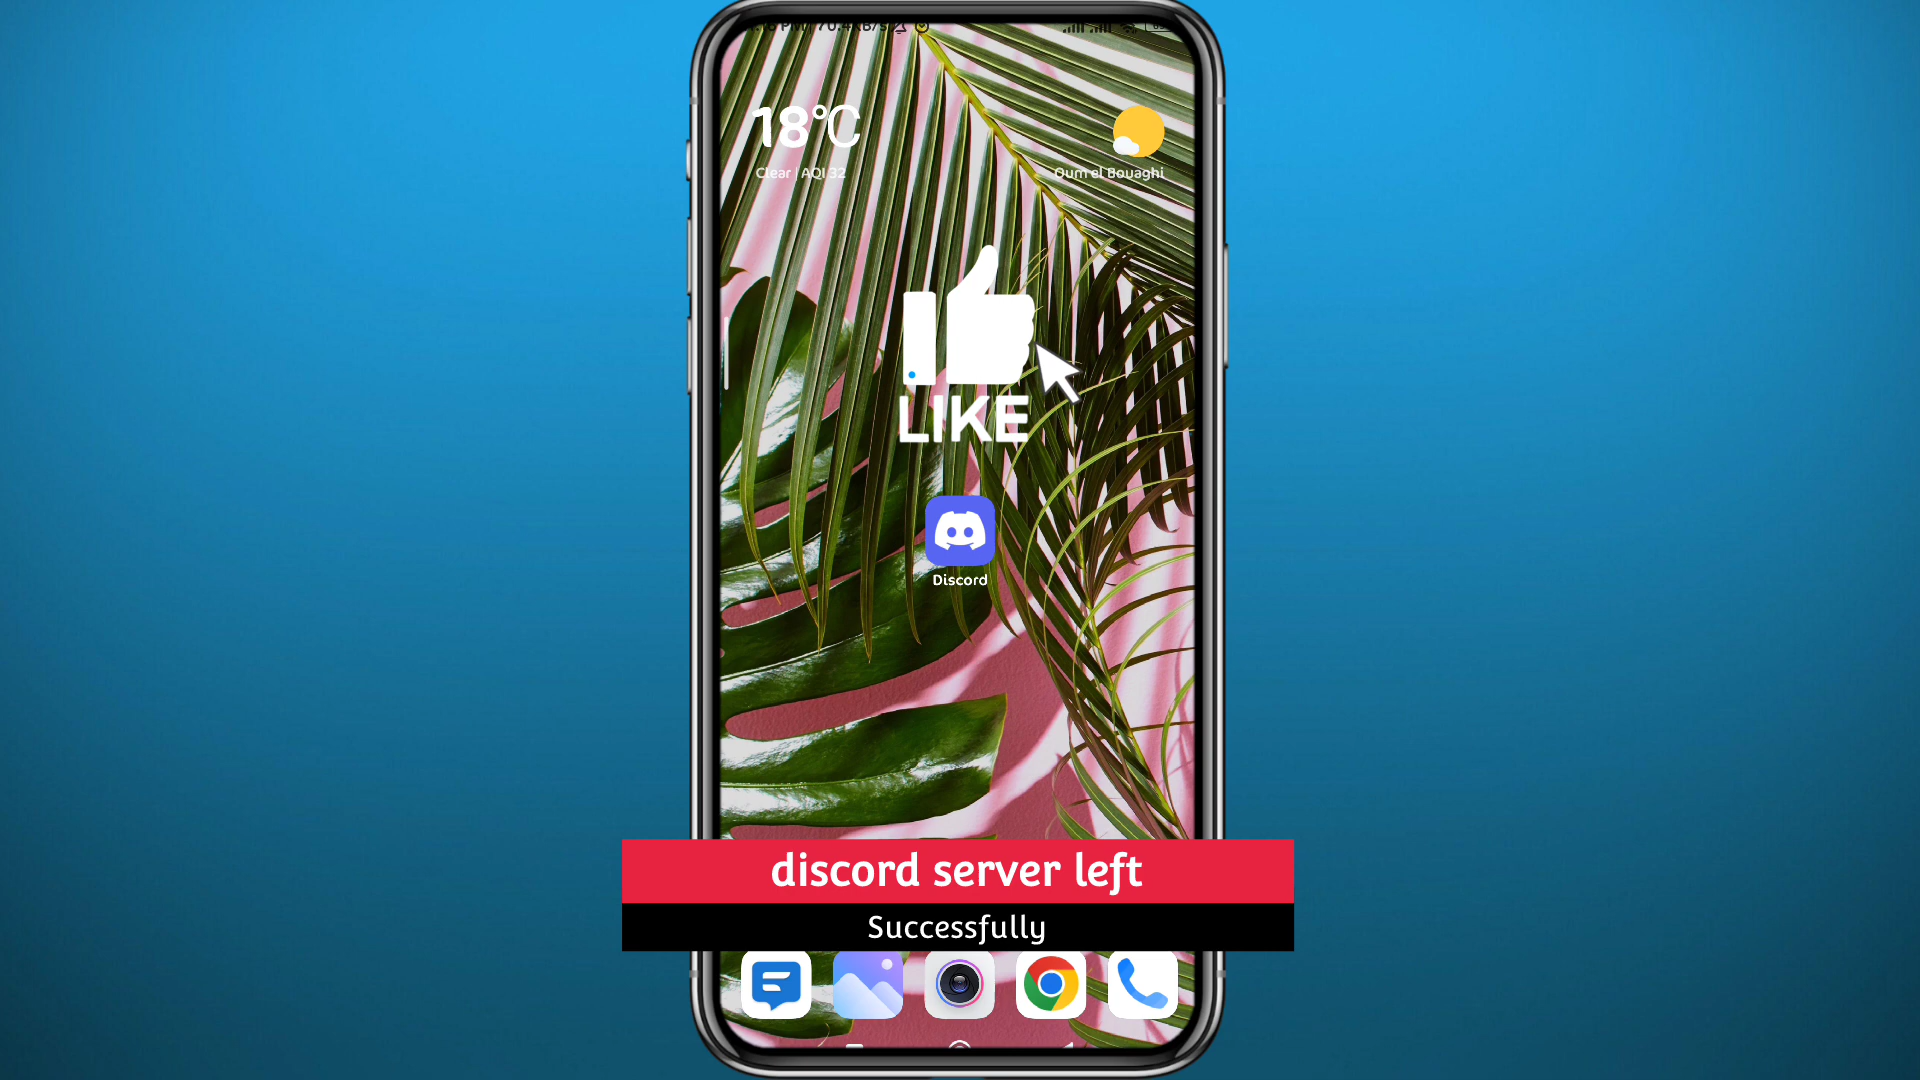 18°C
Clear | AQI 32
Oum el Bouaghi
LIKE
Discord
discord server left
Successfully